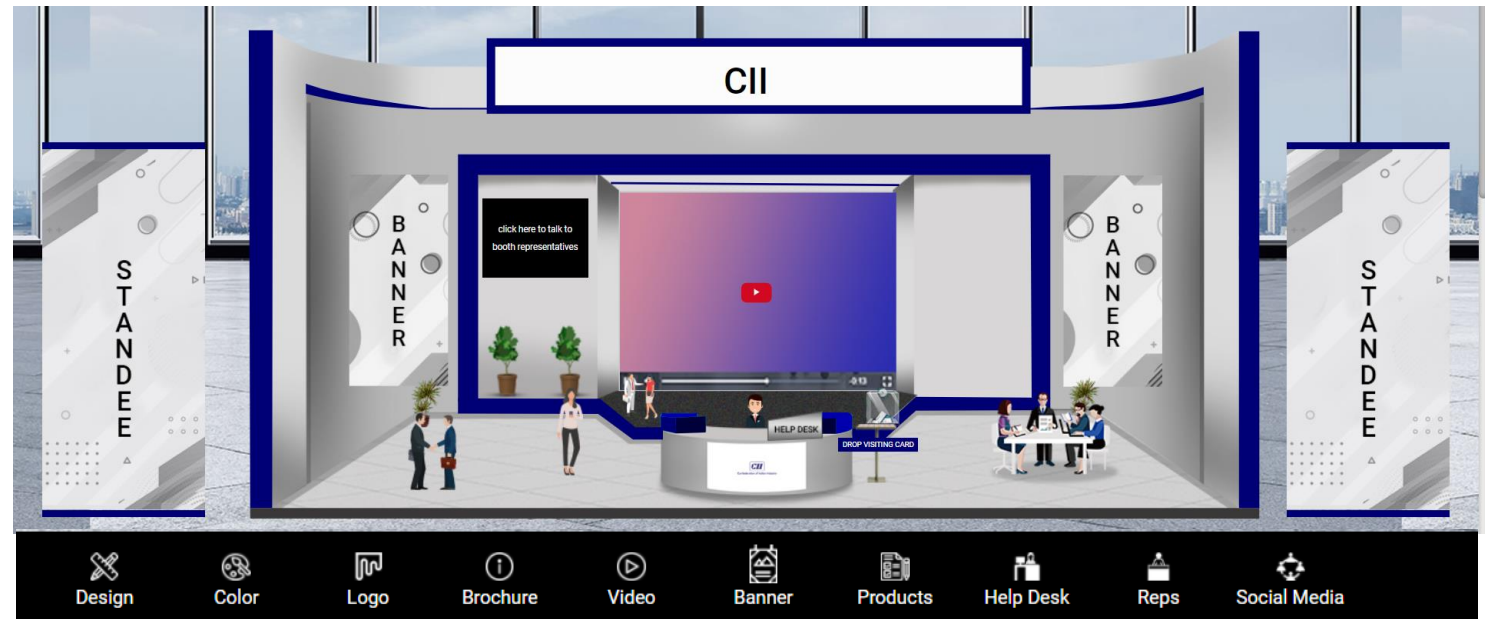 CII
click here to talk to
booth representatives
BANNER
BANNER
STANDEE
STANDEE
-0:13
HELP DESK
DROP VISITING CARD
CII
Design
Color
Logo
Brochure
Video
Banner
Products
Help Desk
Reps
Social Media